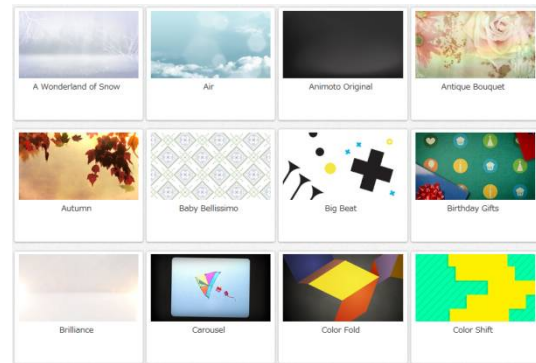 A Wonderland of Snow
Air
Animoto Original
Antique Bouquet
Autumn
Baby Bellissimo
Big Beat
Birthday Gifts
Brilliance
Carousel
Color Fold
Color Shift